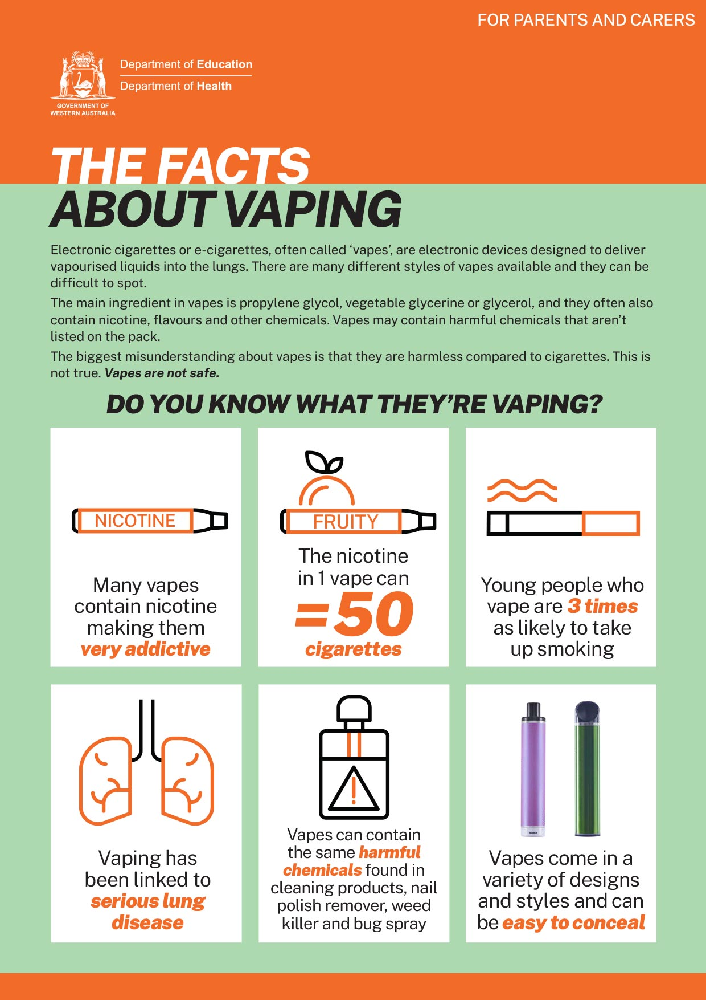 FOR PARENTS AND CARERS
Department of Education
Department of Health
GOVERNMENT OF
WESTERN AUSTRALIA
THE FACTS
ABOUT VAPING
Electronic cigarettes or e-cigarettes, often called ‘vapes’, are electronic devices designed to deliver
vapourised liquids into the lungs. There are many different styles of vapes available and they can be
difficult to spot.
The main ingredient in vapes is propylene glycol, vegetable glycerine or glycerol, and they often also
contain nicotine, flavours and other chemicals. Vapes may contain harmful chemicals that aren’t
listed on the pack.
The biggest misunderstanding about vapes is that they are harmless compared to cigarettes. This is
not true. Vapes are not safe.
DO YOU KNOW WHAT THEY’RE VAPING?
NICOTINE
Many vapes
contain nicotine
making them
very addictive
FRUITY
The nicotine
in 1 vape can
=50
cigarettes
Young people who
vape are 3 times
as likely to take
up smoking
Vaping has
been linked to
serious lung
disease
Vapes can contain
the same harmful
chemicals found in
cleaning products, nail
polish remover, weed
killer and bug spray
Vapes come in a
variety of designs
and styles and can
be easy to conceal